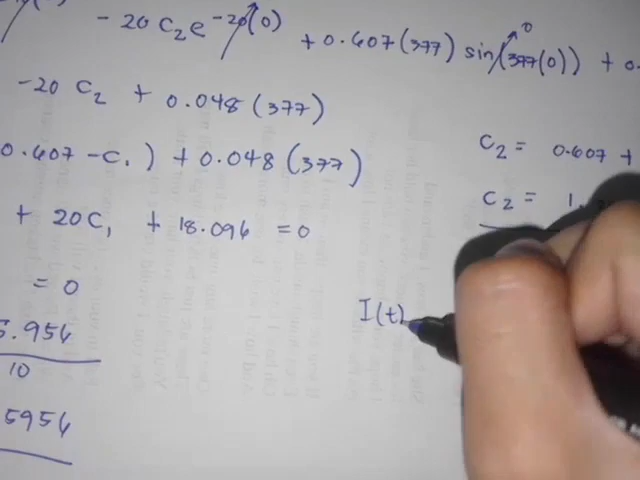 - 20 C₂ e^-20(0) + 0.607 (377) sin (377(0)) + 0.
-20 C₂ + 0.048 (377)
0.607 - C₁ ) + 0.048 (377)
+ 20C₁ + 18.096 = 0
= 0
5.956
10
5956
C₂ = 0.607 +
C₂ = 1.
I(t)